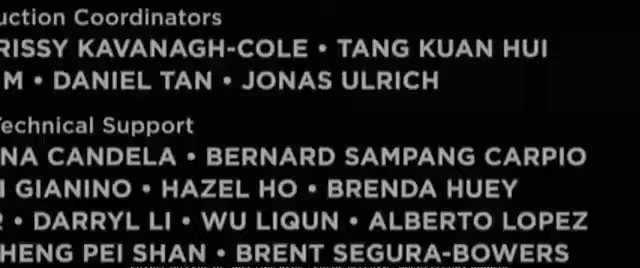 uction Coordinators
RISSY KAVANAGH-COLE • TANG KUAN HUI
M • DANIEL TAN • JONAS ULRICH
Technical Support
NA CANDELA • BERNARD SAMPANG CARPIO
I GIANINO • HAZEL HO • BRENDA HUEY
R • DARRYL LI • WU LIQUN • ALBERTO LOPEZ
HENG PEI SHAN • BRENT SEGURA-BOWERS